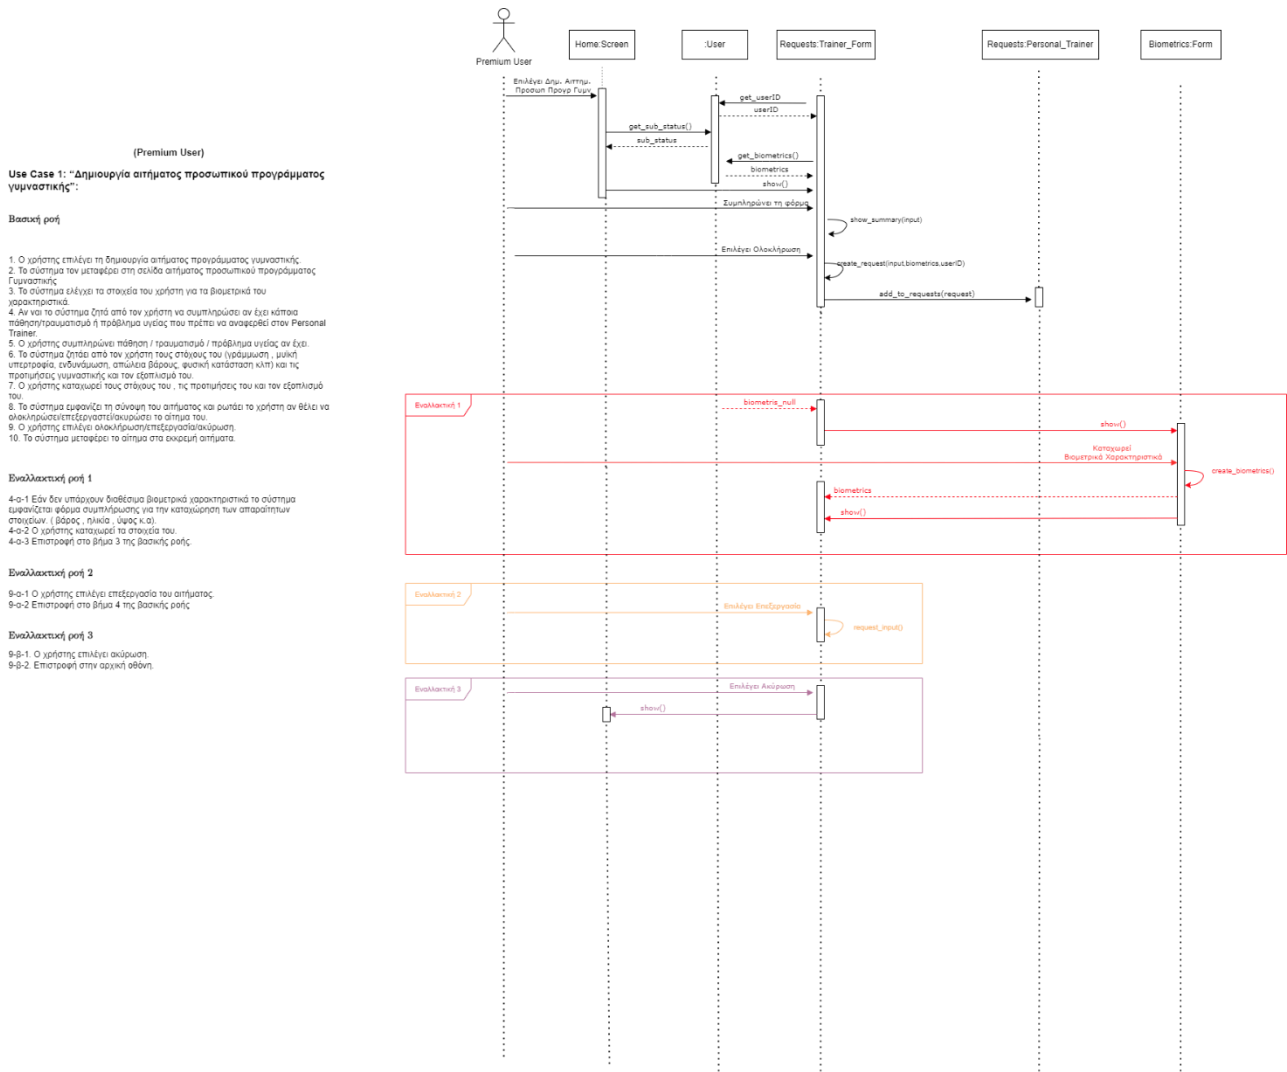 (Premium User)
Use Case 1: “Δημιουργία αιτήματος προσωπικού προγράμματος
γυμναστικής”:
Βασική ροή
1. Ο χρήστης επιλέγει τη δημιουργία αιτήματος προγράμματος γυμναστικής.
2. Το σύστημα τον μεταφέρει στη σελίδα αιτήματος προσωπικού προγράμματος
Γυμναστικής
3. Το σύστημα ελέγχει τα στοιχεία του χρήστη για τα βιομετρικά του
χαρακτηριστικά.
4. Αν ναι το σύστημα ζητά από τον χρήστη να συμπληρώσει αν έχει κάποια
πάθηση/τραυματισμό ή πρόβλημα υγείας που πρέπει να αναφερθεί στον Personal
Trainer.
5. Ο χρήστης συμπληρώνει πάθηση / τραυματισμό / πρόβλημα υγείας αν έχει.
6. Το σύστημα ζητάει από τον χρήστη τους στόχους του (γράμμωση , μυϊκή
υπερτροφία, ενδυνάμωση, απώλεια βάρους, φυσική κατάσταση κλπ) και τις
προτιμήσεις γυμναστικής και τον εξοπλισμό του.
7. Ο χρήστης καταχωρεί τους στόχους του , τις προτιμήσεις του και τον εξοπλισμό
του.
8. Το σύστημα εμφανίζει τη σύνοψη του αιτήματος και ρωτάει το χρήστη αν θέλει να
ολοκληρώσει/επεξεργαστεί/ακυρώσει το αίτημα του.
9. Ο χρήστης επιλέγει ολοκλήρωση/επεξεργασία/ακύρωση.
10. Το σύστημα μεταφέρει το αίτημα στα εκκρεμή αιτήματα.
Εναλλακτική ροή 1
4-α-1 Εάν δεν υπάρχουν διαθέσιμα βιομετρικά χαρακτηριστικά το σύστημα
εμφανίζεται φόρμα συμπλήρωσης για την καταχώρηση των απαραίτητων
στοιχείων. ( βάρος , ηλικία , ύψος κ.α).
4-α-2 Ο χρήστης καταχωρεί τα στοιχεία του.
4-α-3 Επιστροφή στο βήμα 3 της βασικής ροής.
Εναλλακτική ροή 2
9-α-1 Ο χρήστης επιλέγει επεξεργασία του αιτήματος.
9-α-2 Επιστροφή στο βήμα 4 της βασικής ροής
Εναλλακτική ροή 3
9-β-1. Ο χρήστης επιλέγει ακύρωση.
9-β-2. Επιστροφή στην αρχική οθόνη.
Premium User
Home:Screen
:User
Requests:Trainer_Form
Requests:Personal_Trainer
Biometrics:Form
Επιλέγει Δημ. Αιττημ.
Προσωπ Προγρ Γυμν
get_userID
userID
get_sub_status()
sub_status
get_biometrics()
biometrics
show()
Συμπληρώνει τη φόρμα
show_summary(input)
Επιλέγει Ολοκλήρωση
create_request(input.biometrics.userID)
add_to_requests(request)
Εναλλακτική 1
biometris_null
show()
Καταχωρεί
Βιομετρικά Χαρακτηριστικά
create_biometrics()
biometrics
show()
Εναλλακτική 2
Επιλέγει Επεξεργασία
request_input()
Εναλλακτική 3
Επιλέγει Ακύρωση
show()